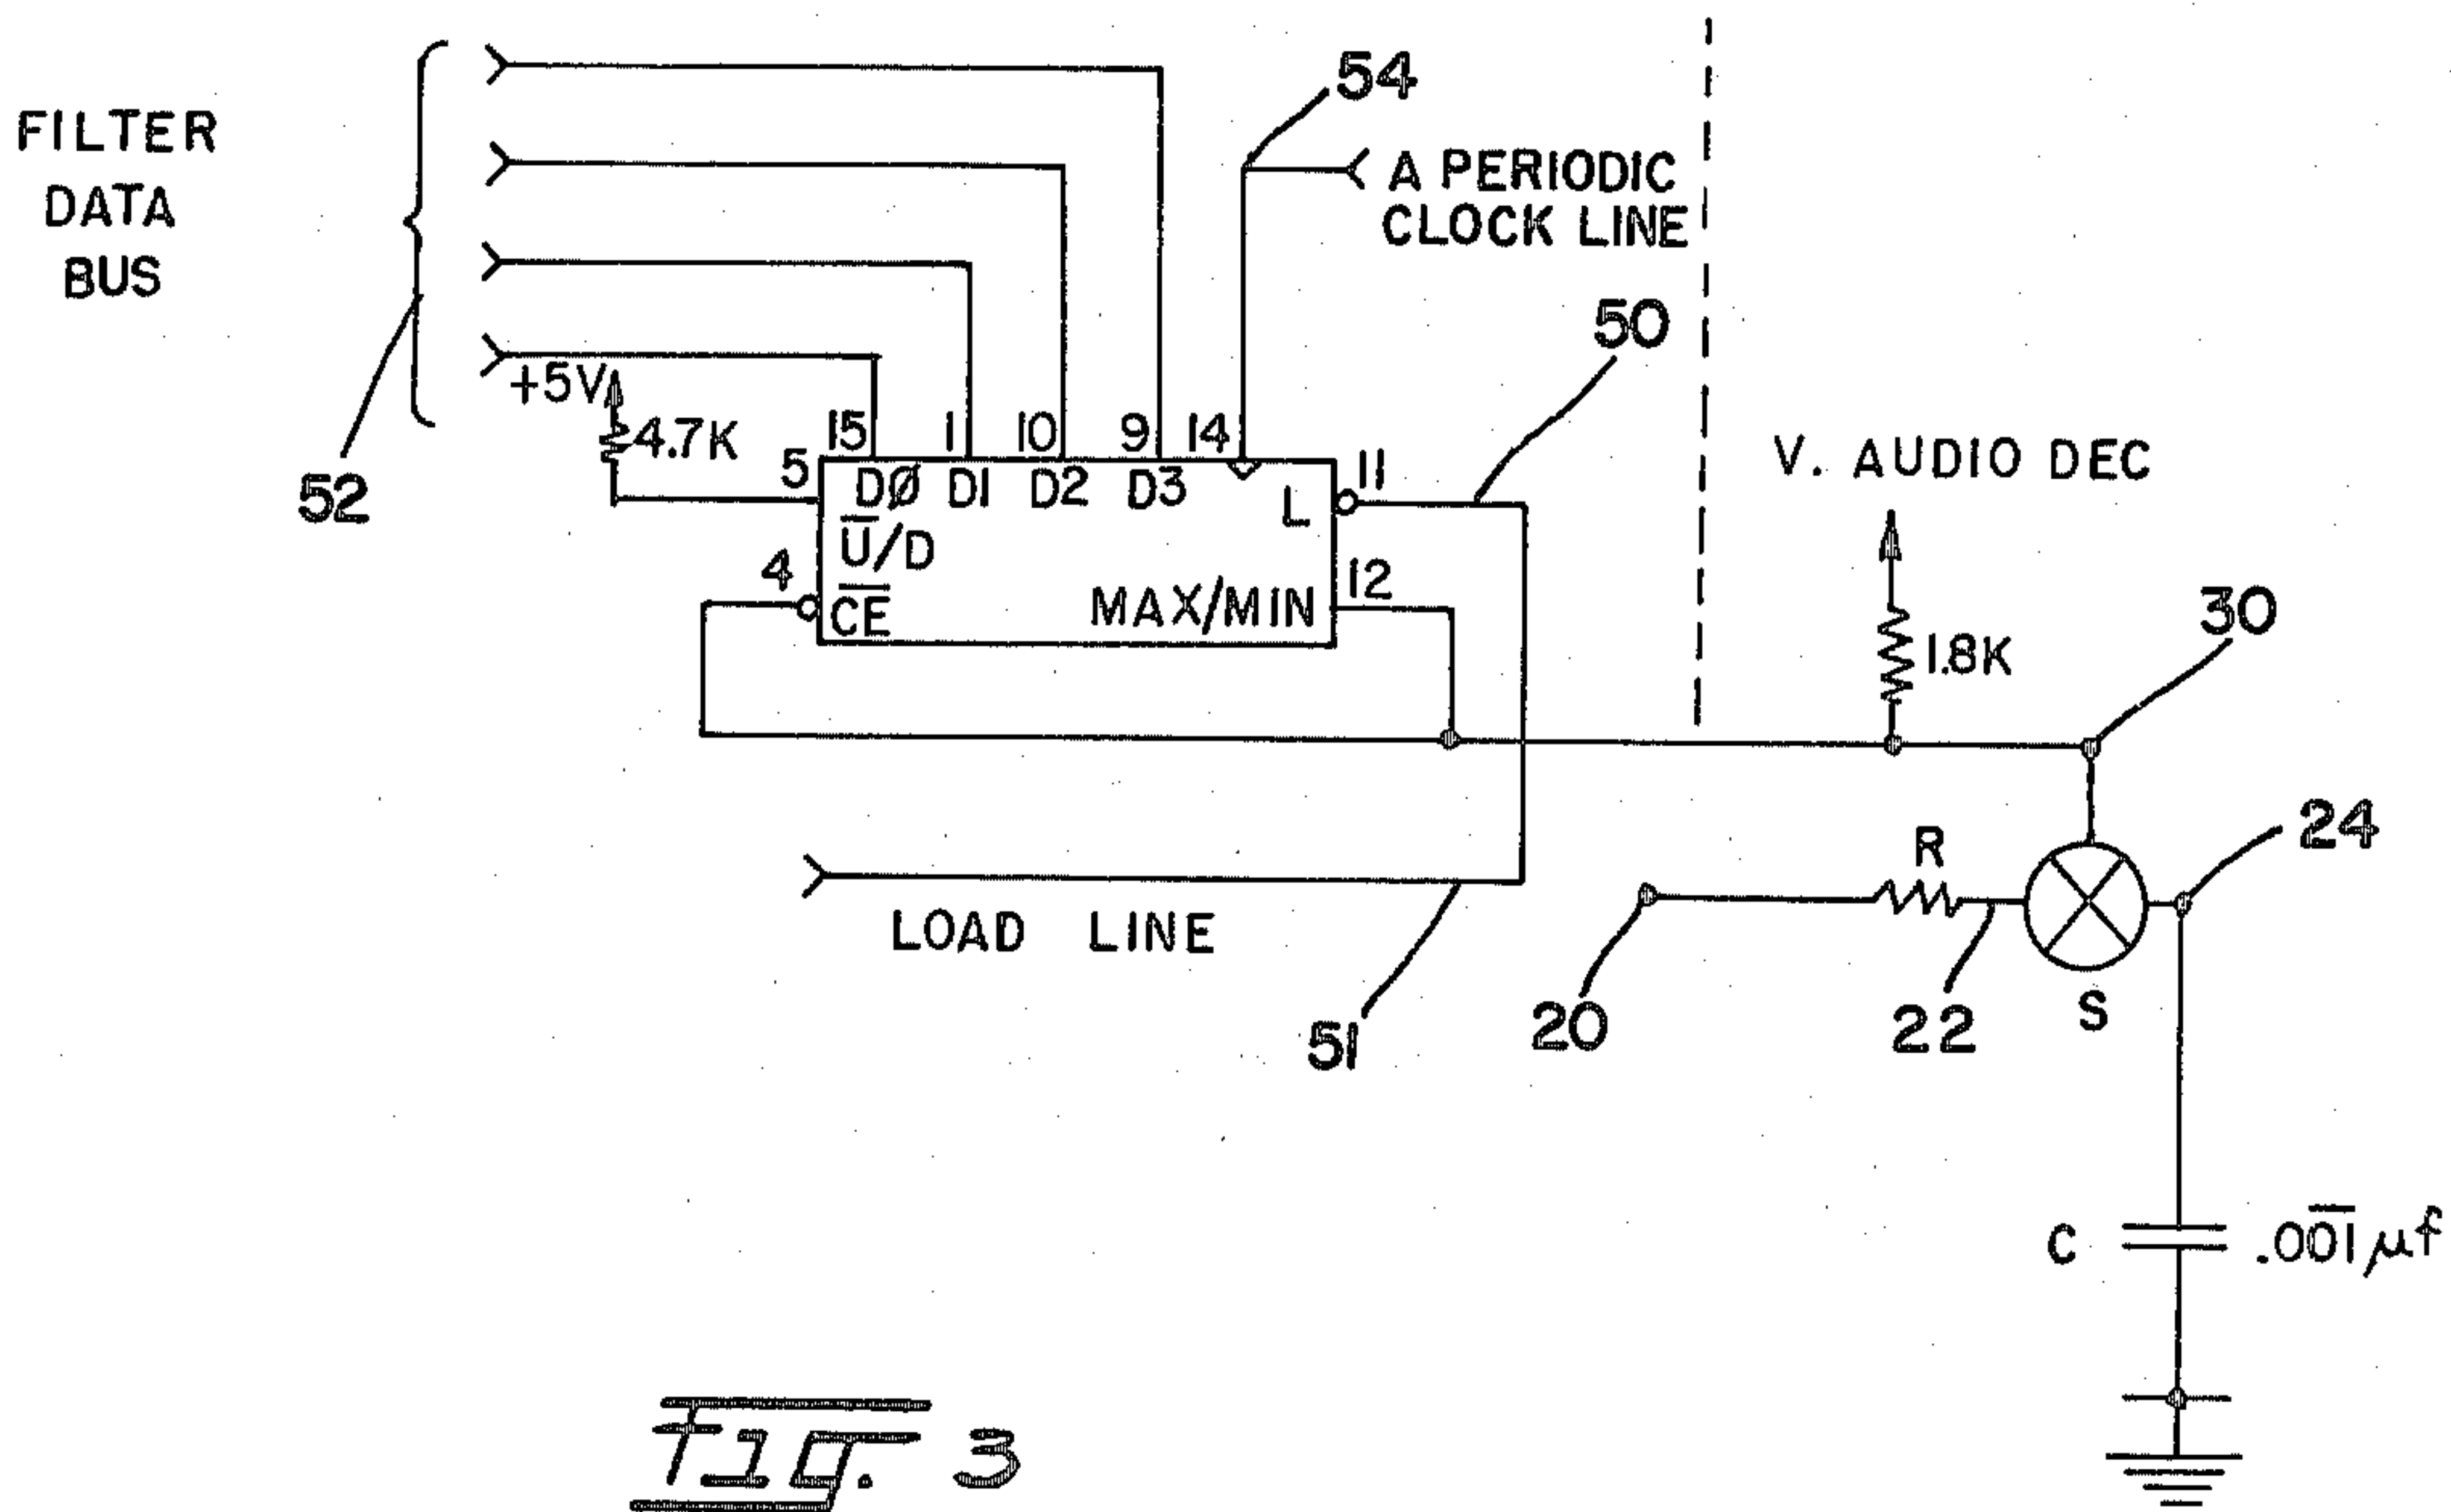 FILTER
DATA
BUS
52
+5V
4.7K
54
A PERIODIC
CLOCK LINE
50
15
1
10
9
14
5
DØ
D1
D2
D3
L
11
U̅/D
4
C̅E̅
MAX/MIN
12
V. AUDIO DEC
1.8K
30
LOAD LINE
51
20
R
22
S
24
C
.00̅1̅ µf
Fig. 3